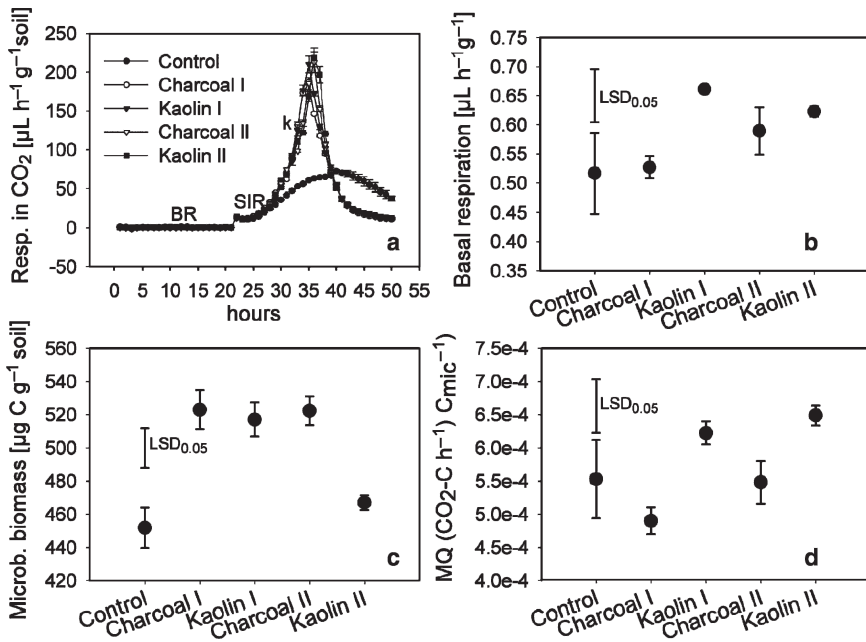 Resp. in CO₂ [µL h⁻¹ g⁻¹soil]
250
200
150
100
50
0
-50
Control
Charcoal I
Kaolin I
Charcoal II
Kaolin II
k
BR
SIR
a
0 5 10 15 20 25 30 35 40 45 50 55
hours
Basal respiration [µL h⁻¹g⁻¹]
0.75
0.70
0.65
0.60
0.55
0.50
0.45
0.40
0.35
LSD₀.₀₅
b
Control
Charcoal I
Kaolin I
Charcoal II
Kaolin II
Microb. biomass [µg C g⁻¹ soil]
560
540
520
500
480
460
440
420
LSD₀.₀₅
c
Control
Charcoal I
Kaolin I
Charcoal II
Kaolin II
MQ (CO₂-C h⁻¹) Cmic⁻¹)
7.5e-4
7.0e-4
6.5e-4
6.0e-4
5.5e-4
5.0e-4
4.5e-4
4.0e-4
LSD₀.₀₅
d
Control
Charcoal I
Kaolin I
Charcoal II
Kaolin II